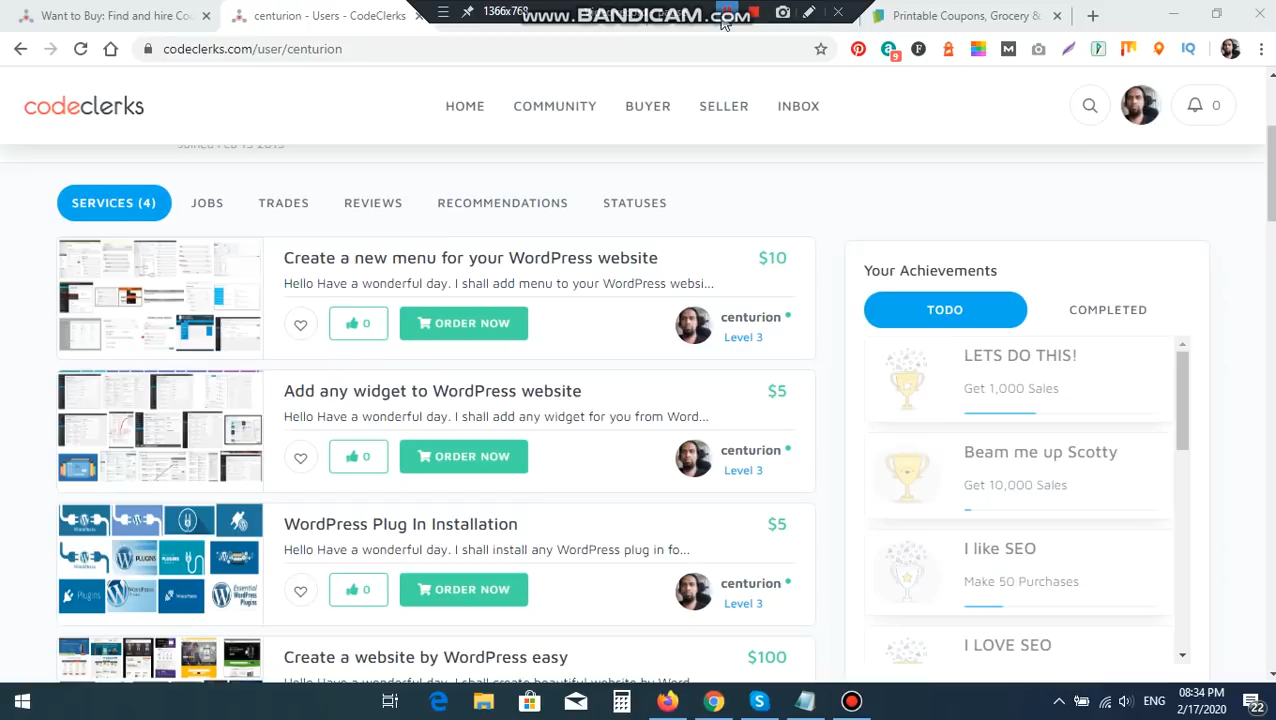 Want to: Find and hire Co
centurion - Users - CodeClerks
1366x768
www.BANDICAM.com
Printable Coupons, Grocery &
codeclerks.com/user/centurion
9
IQ
codeclerks
HOME
COMMUNITY
BUYER
SELLER
INBOX
0
Joined Feb 15 2015
SERVICES (4)
JOBS
TRADES
REVIEWS
RECOMMENDATIONS
STATUSES
Create a new menu for your WordPress website
$10
Hello Have a wonderful day. I shall add menu to your WordPress websi...
0
ORDER NOW
centurion
Level 3
Add any widget to WordPress website
$5
Hello Have a wonderful day. I shall add any widget for you from Word...
0
ORDER NOW
centurion
Level 3
WordPress Plug In Installation
$5
Hello Have a wonderful day. I shall install any WordPress plug in fo...
0
ORDER NOW
centurion
Level 3
Create a website by WordPress easy
$100
Your Achievements
TODO
COMPLETED
LETS DO THIS!
Get 1,000 Sales
Beam me up Scotty
Get 10,000 Sales
I like SEO
Make 50 Purchases
I LOVE SEO
ENG
08:34 PM
2/17/2020
22